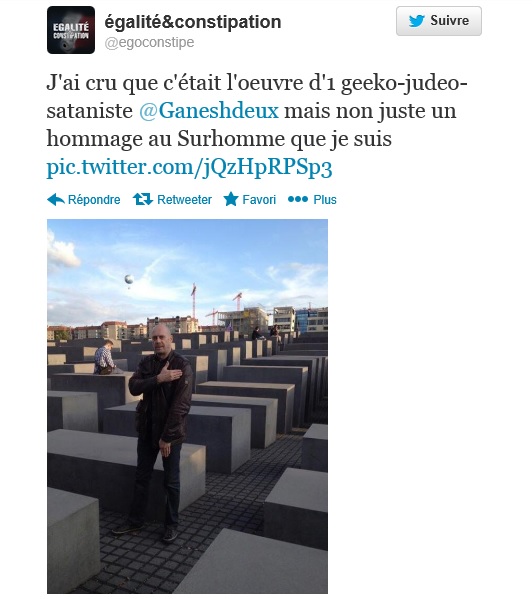 EGALITÉ
CONSTIPATION
égalité&constipation
@egoconstipe
Suivre
J'ai cru que c'était l'oeuvre d'1 geeko-judeo-
sataniste @Ganeshdeux mais non juste un
hommage au Surhomme que je suis
pic.twitter.com/jQzHpRPSp3
Répondre Retweeter Favori Plus